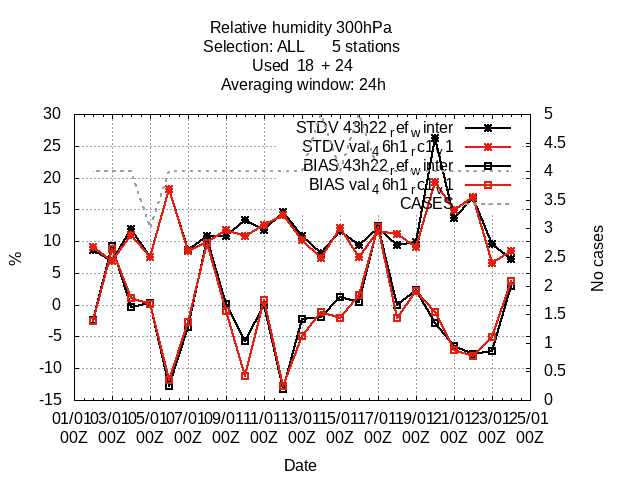 Relative humidity 300hPa
Selection: ALL 5 stations
Used 18 + 24
Averaging window: 24h
STDV 43h22_ref_winter
STDV val_46h1_rc1_v1
BIAS 43h22_ref_winter
BIAS val_46h1_rc1_v1
CASES
30
25
20
15
10
5
0
-5
-10
-15
%
5
4.5
4
3.5
3
2.5
2
1.5
1
0.5
0
No cases
01/01 03/01 05/01 07/01 09/01 11/01 13/01 15/01 17/01 19/01 21/01 23/01 25/01
00Z 00Z 00Z 00Z 00Z 00Z 00Z 00Z 00Z 00Z 00Z 00Z 00Z
Date